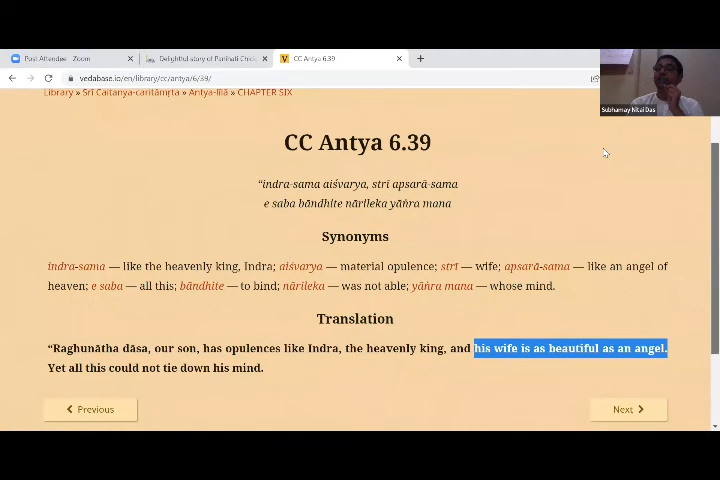 Post Attendee - Zoom
Delightful story of Panihati Chid
CC Antya 6.39
vedabase.io/en/library/cc/antya/6/39/
Library » Śrī Caitanya-caritāmṛta » Antya-līlā » CHAPTER SIX
Subhamay Nitai Das
CC Antya 6.39
“indra-sama aiśvarya, strī apsarā-sama
e saba bāndhite nārileka yāṅra mana
Synonyms
indra-sama — like the heavenly king, Indra; aiśvarya — material opulence; strī — wife; apsarā-sama — like an angel of
heaven; e saba — all this; bāndhite — to bind; nārileka — was not able; yāṅra mana — whose mind.
Translation
“Raghunātha dāsa, our son, has opulences like Indra, the heavenly king, and his wife is as beautiful as an angel.
Yet all this could not tie down his mind.
Previous
Next